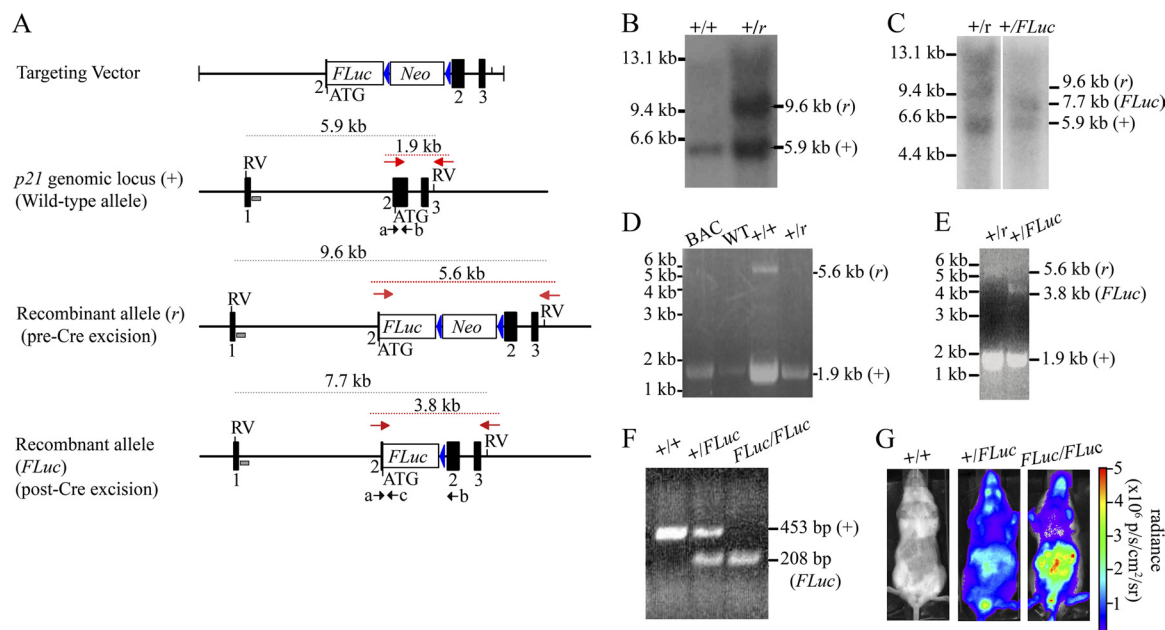 A
Targeting Vector
FLuc
Neo
2
ATG
2
3
5.9 kb
1.9 kb
RV
RV
p21 genomic locus (+)
(Wild-type allele)
1
2
ATG
3
a
b
9.6 kb
5.6 kb
RV
RV
Recombinant allele (r)
(pre-Cre excision)
FLuc
Neo
1
2
ATG
2
3
7.7 kb
3.8 kb
RV
RV
Recombnant allele
(FLuc)
(post-Cre excision)
FLuc
1
2
ATG
2
3
a
c
b
B
+/+
+/r
13.1 kb
9.4 kb
6.6 kb
9.6 kb (r)
5.9 kb (+)
C
+/r
+/FLuc
13.1 kb
9.4 kb
6.6 kb
4.4 kb
9.6 kb (r)
7.7 kb (FLuc)
5.9 kb (+)
D
BAC
WT
+/+
+/r
6 kb
5 kb
4 kb
3 kb
2 kb
1 kb
5.6 kb (r)
1.9 kb (+)
E
+/r
+/FLuc
6 kb
5 kb
4 kb
3 kb
2 kb
1 kb
5.6 kb (r)
3.8 kb (FLuc)
1.9 kb (+)
F
+/+
+/FLuc
FLuc/FLuc
453 bp (+)
208 bp
(FLuc)
G
+/+
+/FLuc
FLuc/FLuc
5
4
3
2
1
radiance
(x10⁶ p/s/cm²/sr)